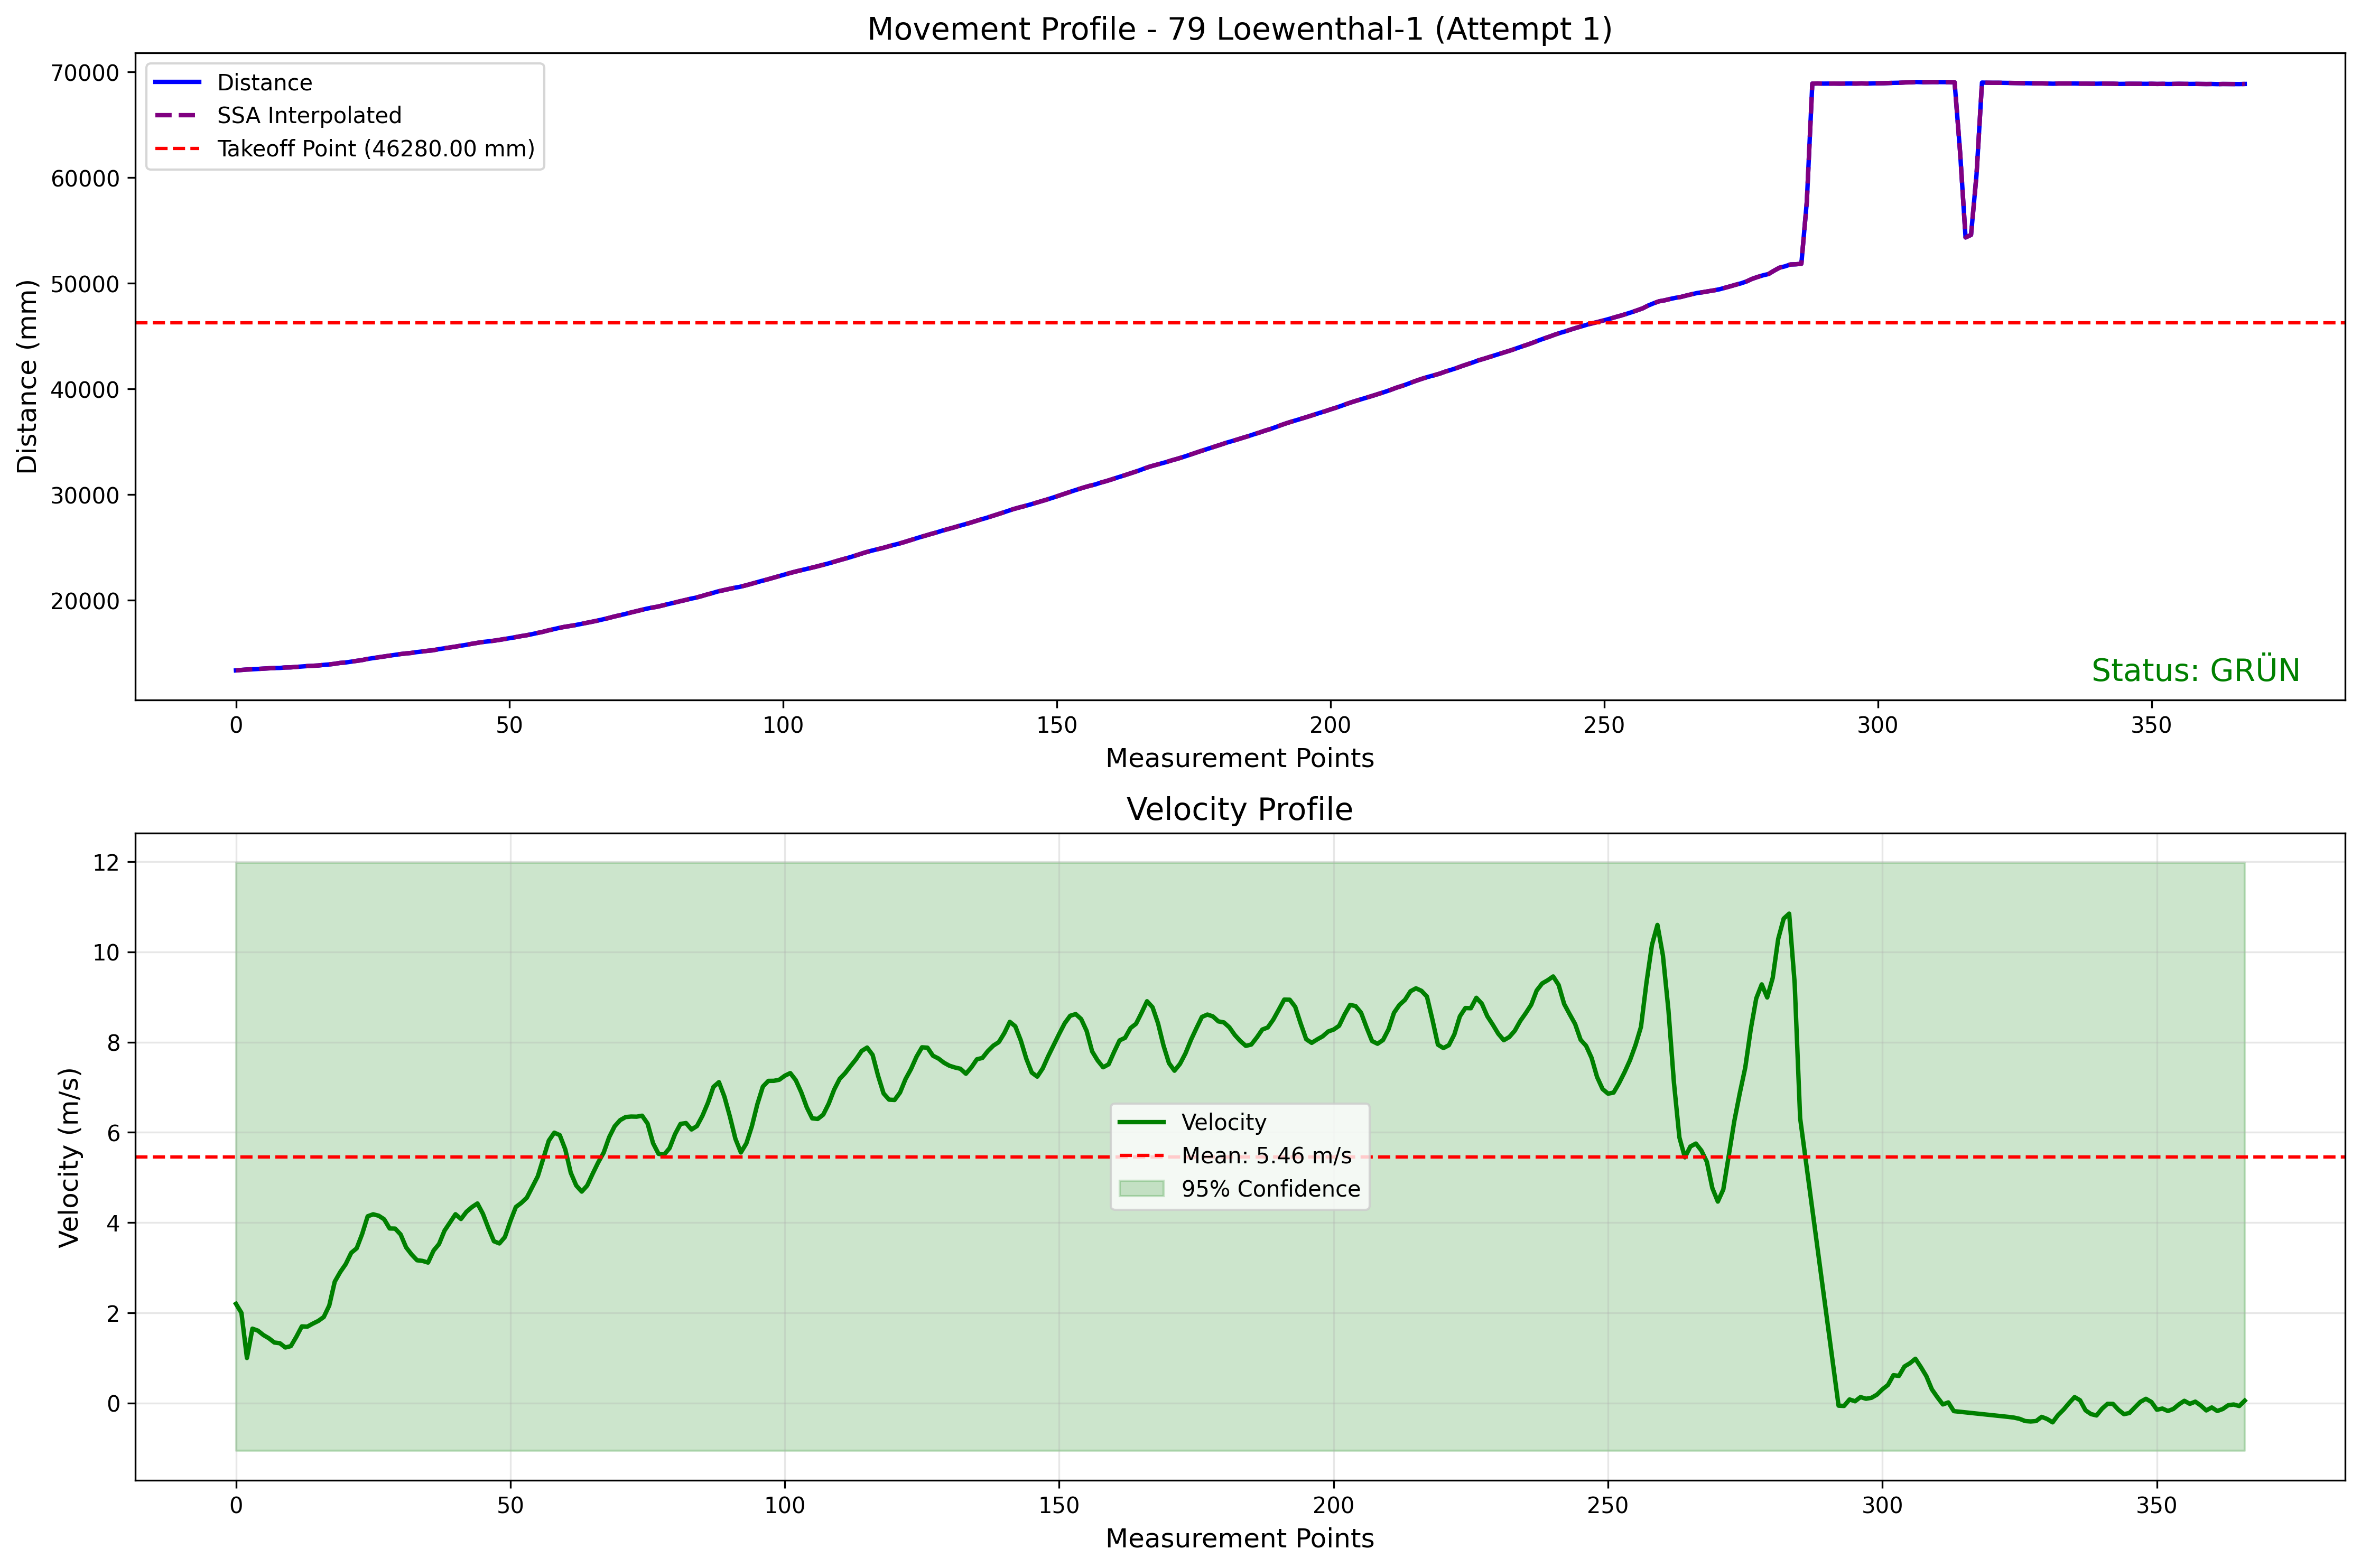 Movement Profile - 79 Loewenthal-1 (Attempt 1)
Distance
SSA Interpolated
Takeoff Point (46280.00 mm)
70000
60000
50000
40000
30000
20000
Distance (mm)
Status: GRÜN
0 50 100 150 200 250 300 350
Measurement Points
Velocity Profile
12
10
8
6
4
2
0
Velocity (m/s)
Velocity
Mean: 5.46 m/s
95% Confidence
0 50 100 150 200 250 300 350
Measurement Points